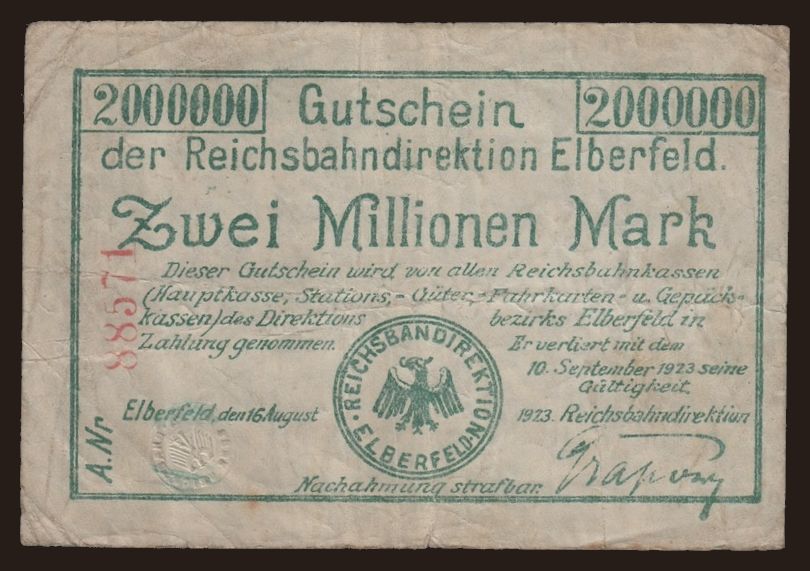 2000000 Gutschein 2000000
der Reichsbahndirektion Elberfeld.
Zwei Millionen Mark
Dieser Gutschein wird von allen Reichsbahnkassen
(Hauptkasse, Stations,- Güter,- Fahrkarten- u. Gepäck-
kassen) des Direktions bezirks Elberfeld in
Zahlung genommen. Er verliert mit dem
10. September 1923 seine
Gültigkeit.
Elberfeld, den 16 August 1923. Reichsbahndirektion
REICHSBANDIREKTION
ELBERFELD·N
Nachahmung strafbar.
A. Nr
88571